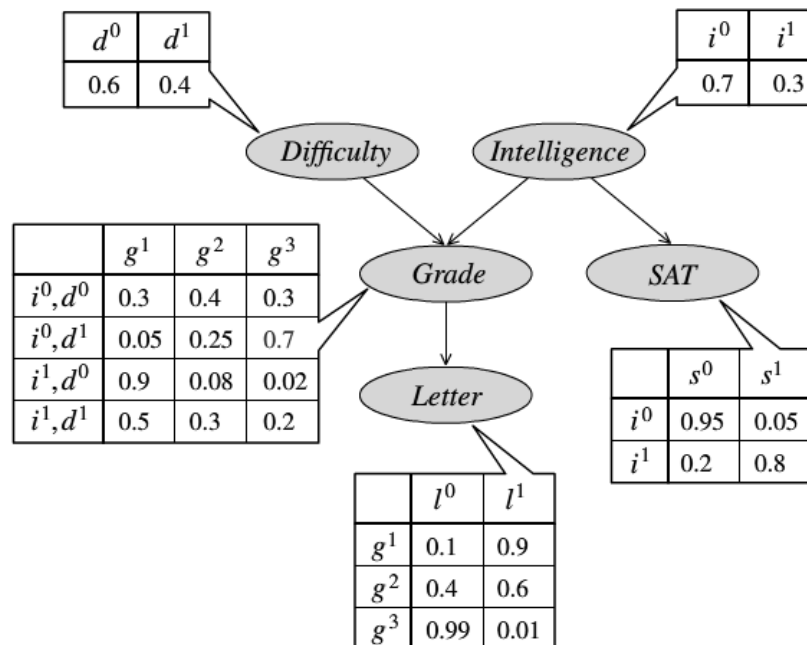 d⁰ d¹
0.6 0.4
i⁰ i¹
0.7 0.3
Difficulty
Intelligence
g¹ g² g³
i⁰,d⁰ 0.3 0.4 0.3
i⁰,d¹ 0.05 0.25 0.7
i¹,d⁰ 0.9 0.08 0.02
i¹,d¹ 0.5 0.3 0.2
Grade
SAT
Letter
s⁰ s¹
i⁰ 0.95 0.05
i¹ 0.2 0.8
l⁰ l¹
g¹ 0.1 0.9
g² 0.4 0.6
g³ 0.99 0.01